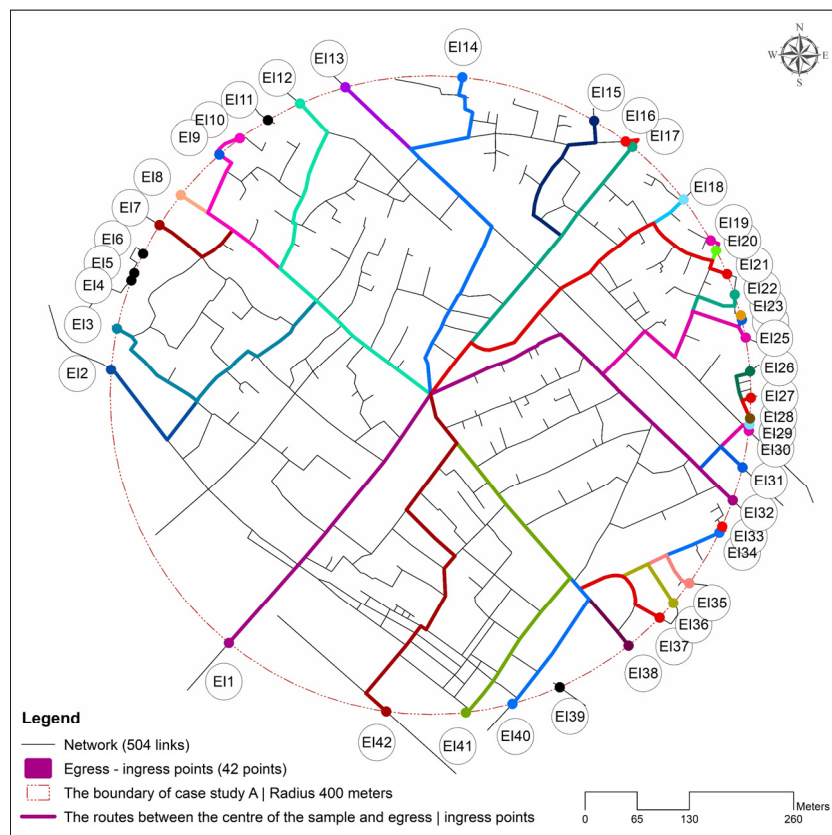 EI14
EI13
EI12
EI11
EI10
EI9
EI8
EI7
EI6
EI5
EI4
EI3
EI2
EI1
EI15
EI16
EI17
EI18
EI19
EI20
EI21
EI22
EI23
EI25
EI26
EI27
EI28
EI29
EI30
EI31
EI32
EI33
EI34
EI35
EI36
EI37
EI38
EI39
EI40
EI41
EI42
N
W E
S
Legend
Network (504 links)
Egress - ingress points (42 points)
The boundary of case study A | Radius 400 meters
The routes between the centre of the sample and egress | ingress points
Meters
0 65 130 260